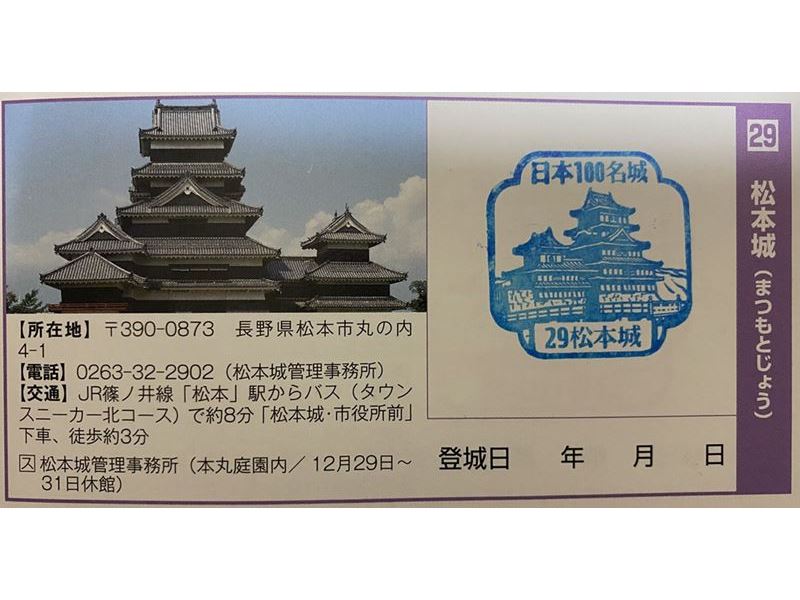 29
松本城(まつもとじょう)
日本100名城
29松本城
【所在地】〒390-0873 長野県松本市丸の内
4-1
【電話】0263-32-2902(松本城管理事務所)
【交通】JR篠ノ井線「松本」駅からバス(タウン
スニーカー北コース)で約8分「松本城・市役所前」
下車、徒歩約3分
ス 松本城管理事務所(本丸庭園内/12月29日~
31日休館)
登城日 年 月 日